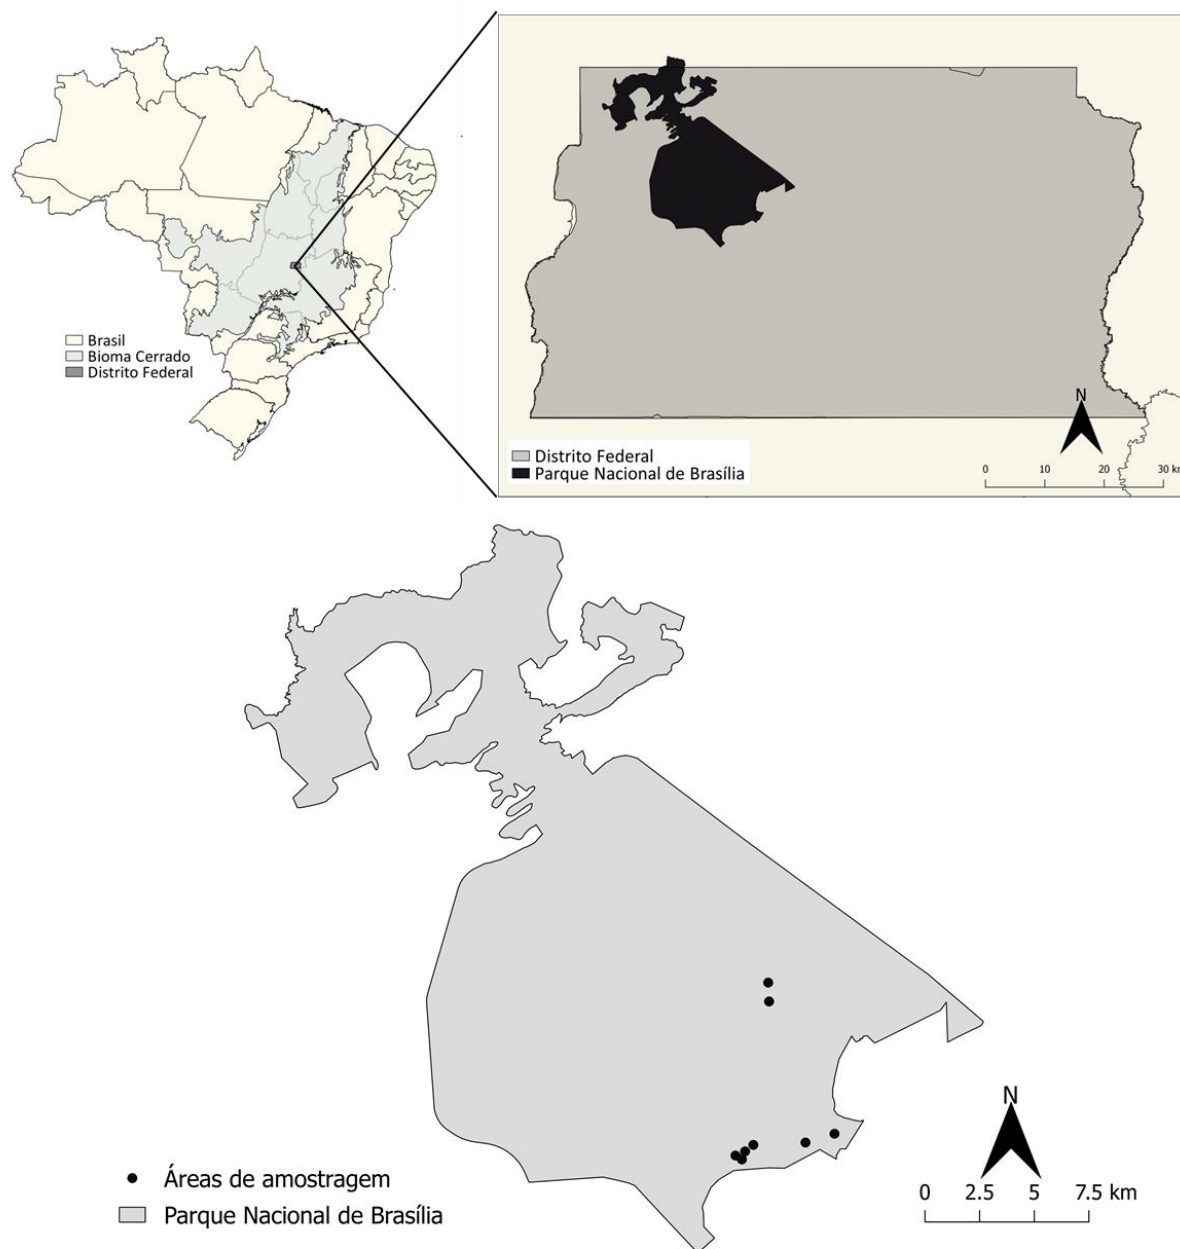 Brasil
Bioma Cerrado
Distrito Federal
N
Distrito Federal
Parque Nacional de Brasília
0 10 20 30 km
N
Áreas de amostragem
Parque Nacional de Brasília
0 2.5 5 7.5 km